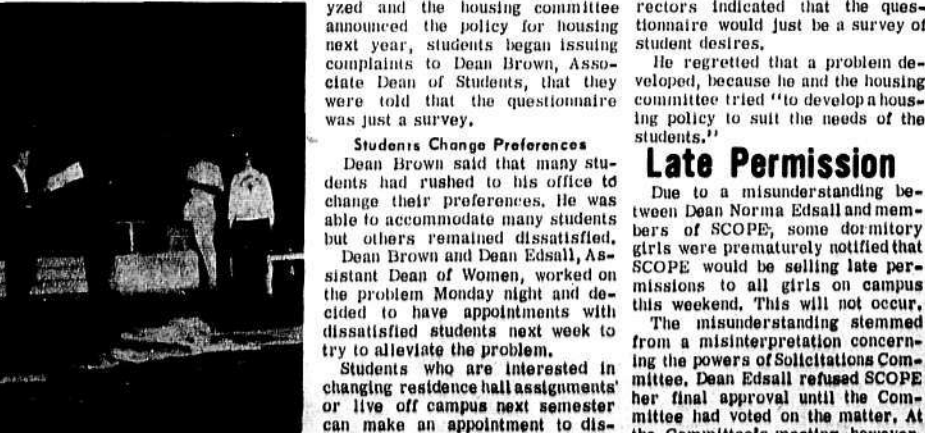 yzed and the housing committee
announced the policy for housing
next year, students began issuing
complaints to Dean Brown, Asso-
ciate Dean of Students, that they
were told that the questionnaire
was just a survey.
Students Change Preferences
Dean Brown said that many stu-
dents had rushed to his office to
change their preferences. He was
able to accommodate many students
but others remained dissatisfied.
Dean Brown and Dean Edsall, As-
sistant Dean of Women, worked on
the problem Monday night and de-
cided to have appointments with
dissatisfied students next week to
try to alleviate the problem.
Students who are interested in
changing residence hall assignments
or live off campus next semester
can make an appointment to dis-
rectors indicated that the ques-
tionnaire would just be a survey of
student desires.
He regretted that a problem de-
veloped, because he and the housing
committee tried "to develop a hous-
ing policy to suit the needs of the
students."
Late Permission
Due to a misunderstanding be-
tween Dean Norma Edsall and mem-
bers of SCOPE, some dormitory
girls were prematurely notified that
SCOPE would be selling late per-
missions to all girls on campus
this weekend. This will not occur.
The misunderstanding stemmed
from a misinterpretation concern-
ing the powers of Solicitations Com-
mittee. Dean Edsall refused SCOPE
her final approval until the Com-
mittee had voted on the matter. At
the Committee's meeting, however,